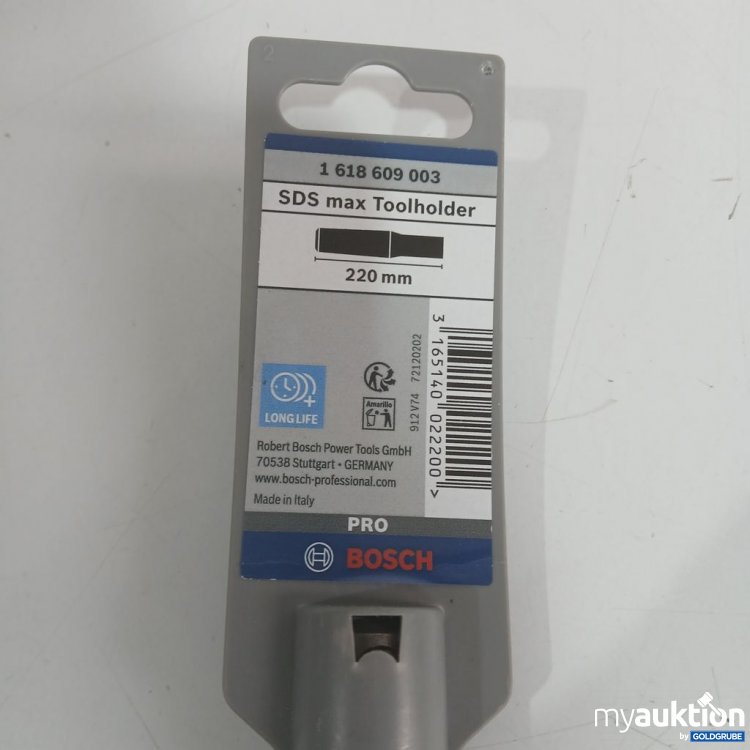 2
1 618 609 003
SDS max Toolholder
220 mm
LONG LIFE
Amarillo
912V74 72120202
3 165140 022200 >
Robert Bosch Power Tools GmbH
70538 Stuttgart • GERMANY
www.bosch-professional.com
Made in Italy
PRO
BOSCH
myauktion
by GOLDGRUBE